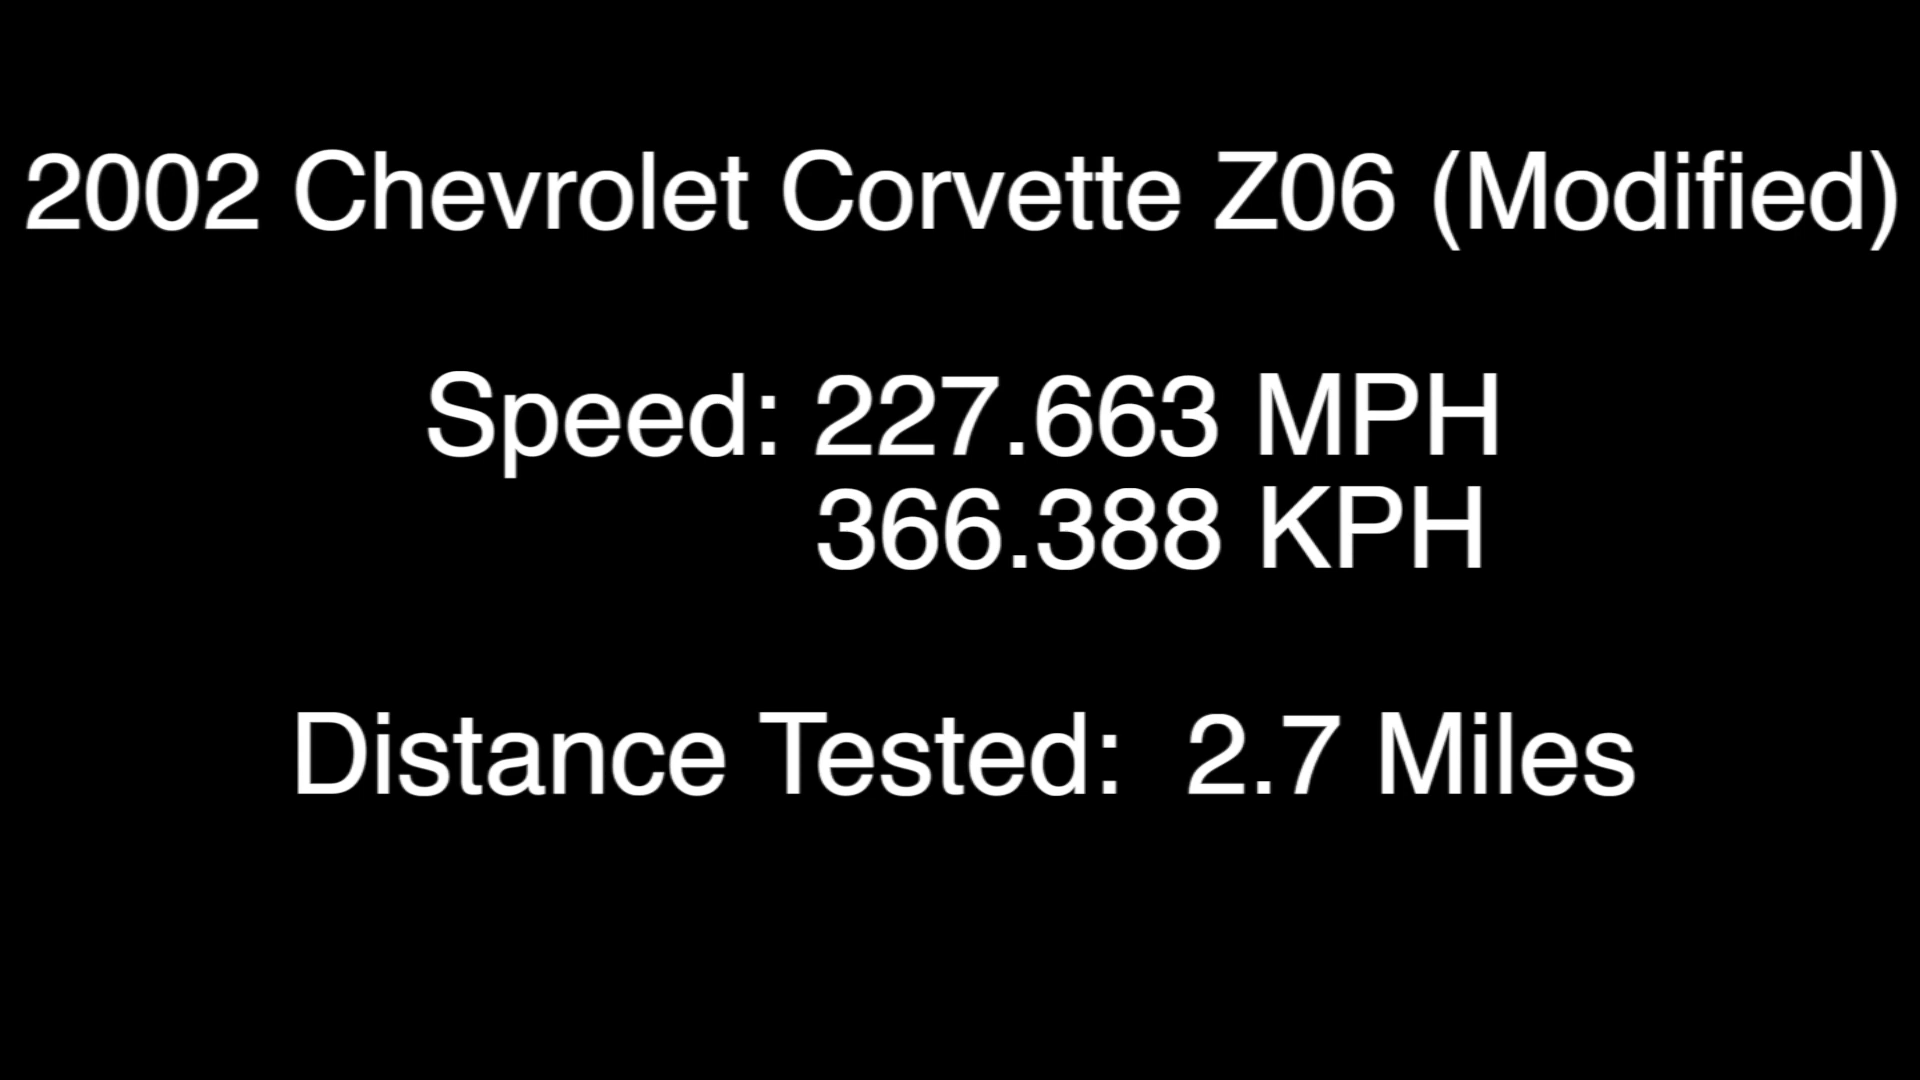 2002 Chevrolet Corvette Z06 (Modified)
Speed: 227.663 MPH
366.388 KPH
Distance Tested: 2.7 Miles